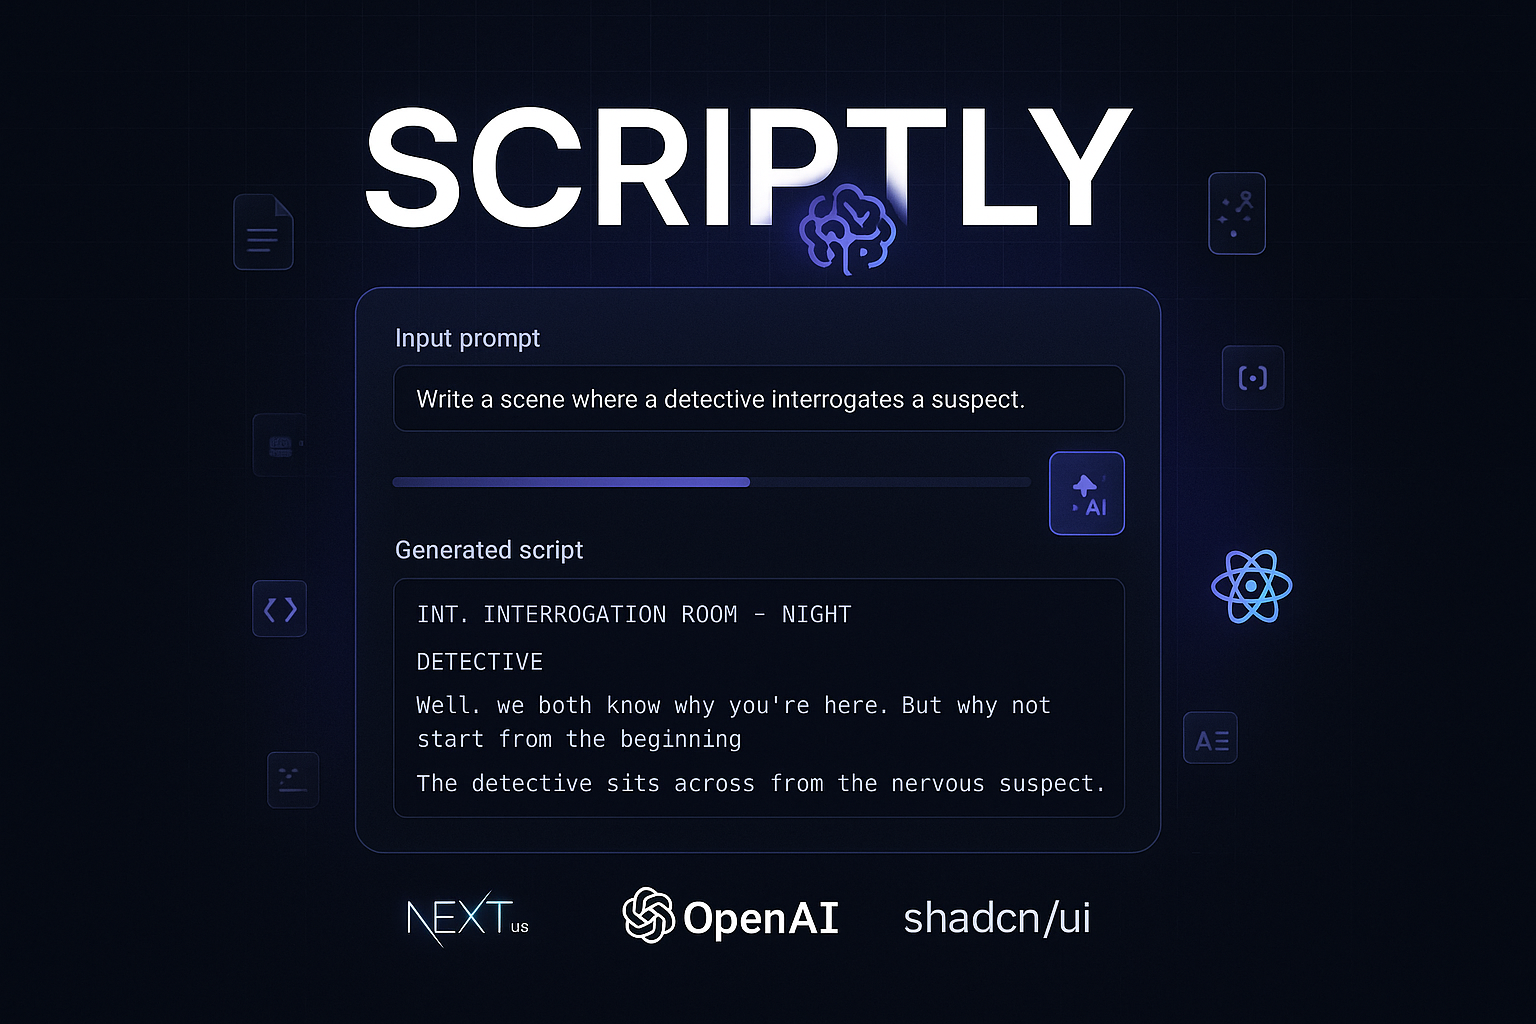 SCRIPTLY
Input prompt
Write a scene where a detective interrogates a suspect.
AI
Generated script
INT. INTERROGATION ROOM - NIGHT
DETECTIVE
Well. we both know why you're here. But why not
start from the beginning
The detective sits across from the nervous suspect.
A
NEXT us
OpenAI
shadcn/ui